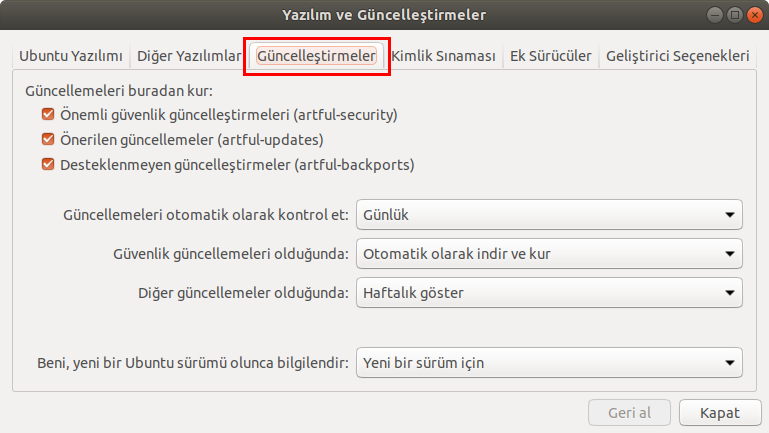 Yazılım ve Güncelleştirmeler
Ubuntu Yazılımı Diğer Yazılımlar Güncelleştirmeler Kimlik Sınaması Ek Sürücüler Geliştirici Seçenekleri
Güncellemeleri buradan kur:
Önemli güvenlik güncelleştirmeleri (artful-security)
Önerilen güncellemeler (artful-updates)
Desteklenmeyen güncelleştirmeler (artful-backports)
Güncellemeleri otomatik olarak kontrol et: Günlük
Güvenlik güncellemeleri olduğunda: Otomatik olarak indir ve kur
Diğer güncellemeler olduğunda: Haftalık göster
Beni, yeni bir Ubuntu sürümü olunca bilgilendir: Yeni bir sürüm için
Geri al Kapat